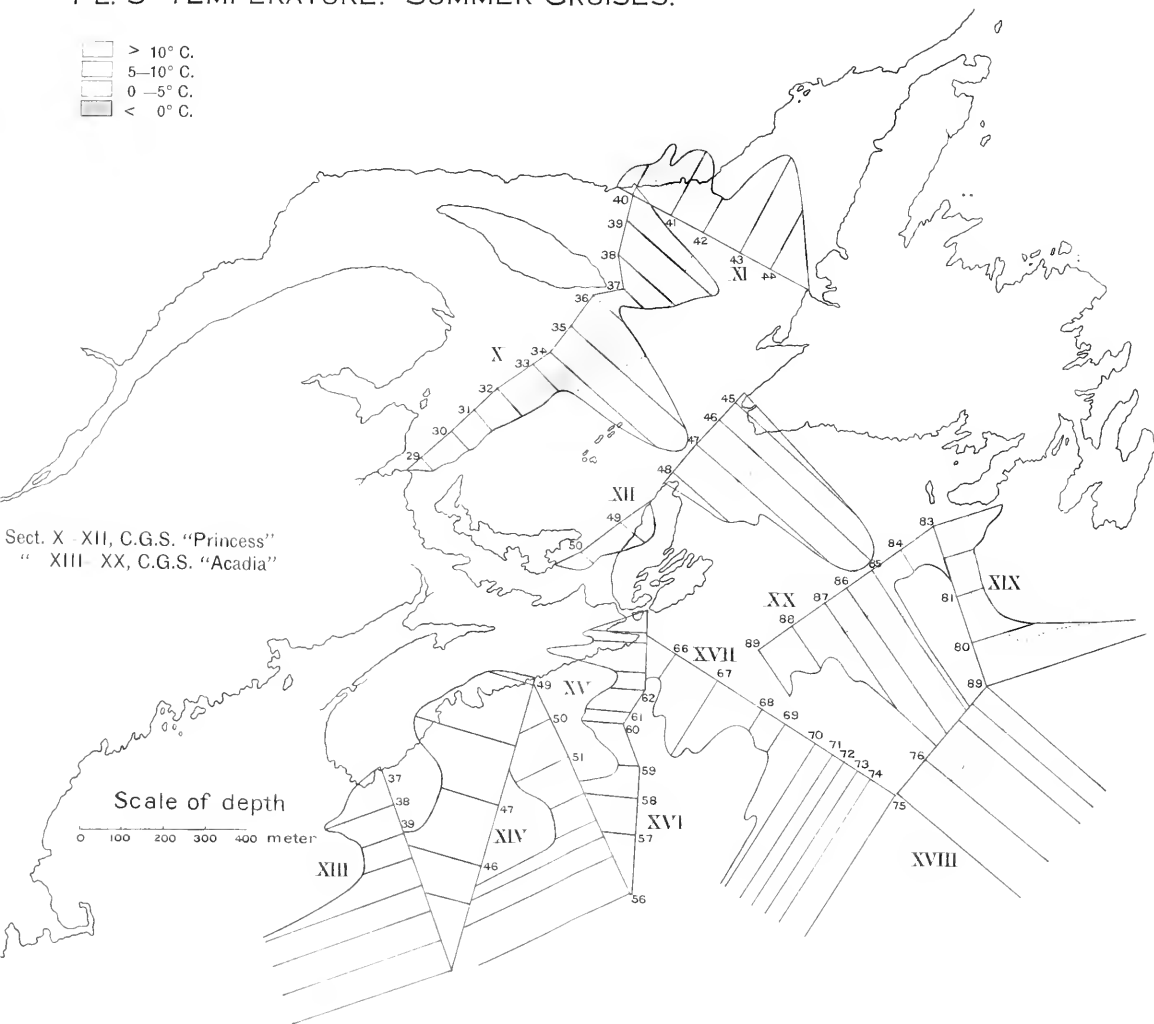 PL. 3 TEMPERATURE. SUMMER CRUISES.
> 10° C.
5—10° C.
0 —5° C.
< 0° C.
40
39
41
38
42
43
XI
44
37
36
35
X
34
33
32
31
45
30
46
29
47
48
XII
49
50
83
Sect. X XII, C.G.S. “Princess”
“ XIII XX, C.G.S. “Acadia”
84
85
86
XIX
87
81
XX
88
89
80
66
XVII
67
49
XV
62
89
50
61
60
68
69
70
71
72
76
51
73
59
74
37
Scale of depth
38
58
75
47
39
XVI
0 100 200 300 400 meter
57
XIV
XIII
46
XVIII
56